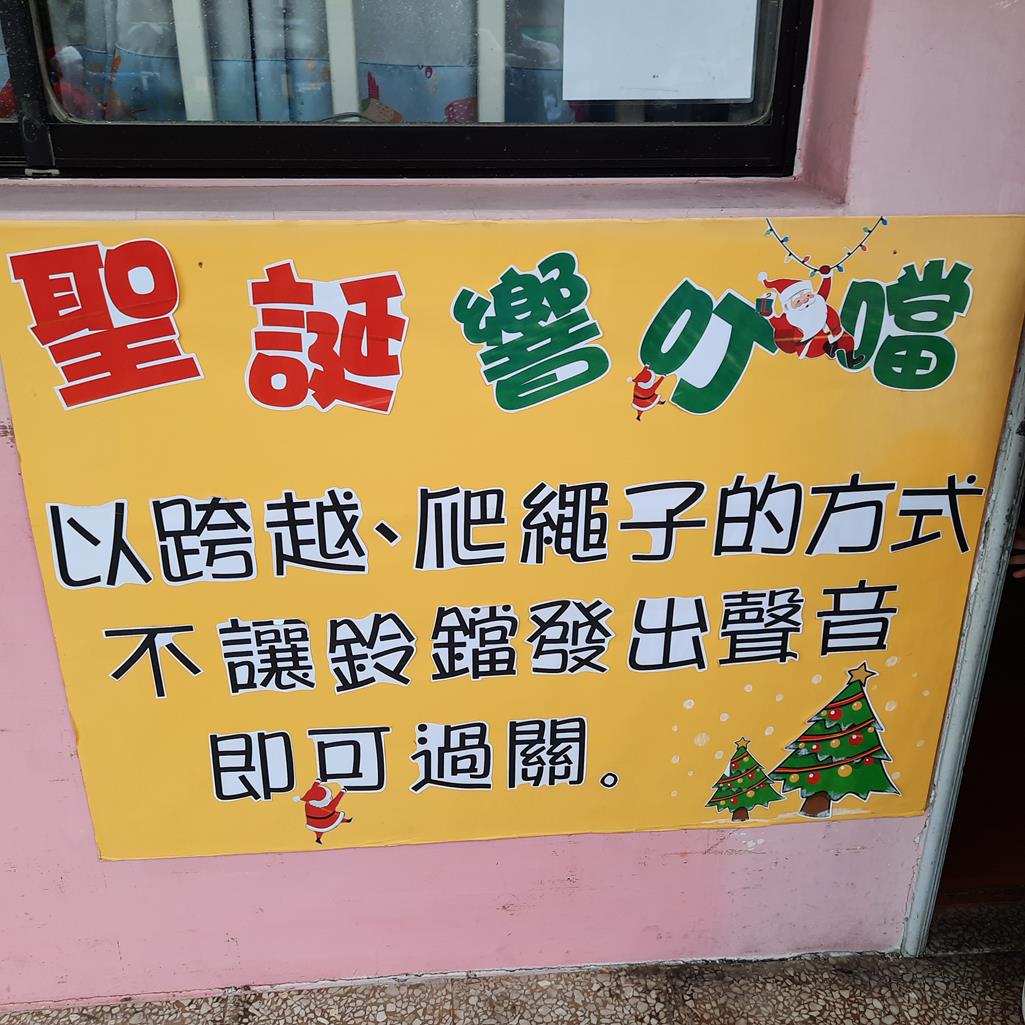 聖誕響叮噹
以跨越、爬繩子的方式
不讓鈴鐺發出聲音
即可過關。